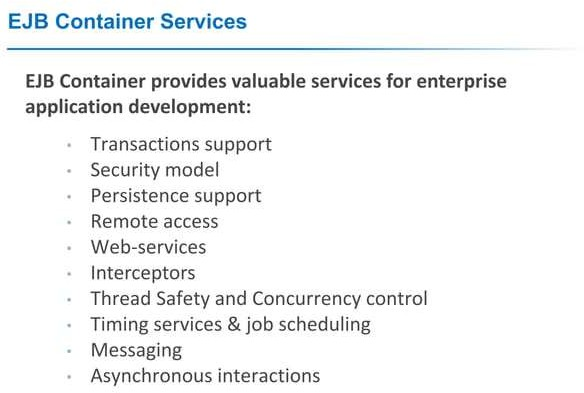 EJB Container Services
EJB Container provides valuable services for enterprise
application development:
• Transactions support
• Security model
• Persistence support
• Remote access
• Web-services
• Interceptors
• Thread Safety and Concurrency control
• Timing services & job scheduling
• Messaging
• Asynchronous interactions